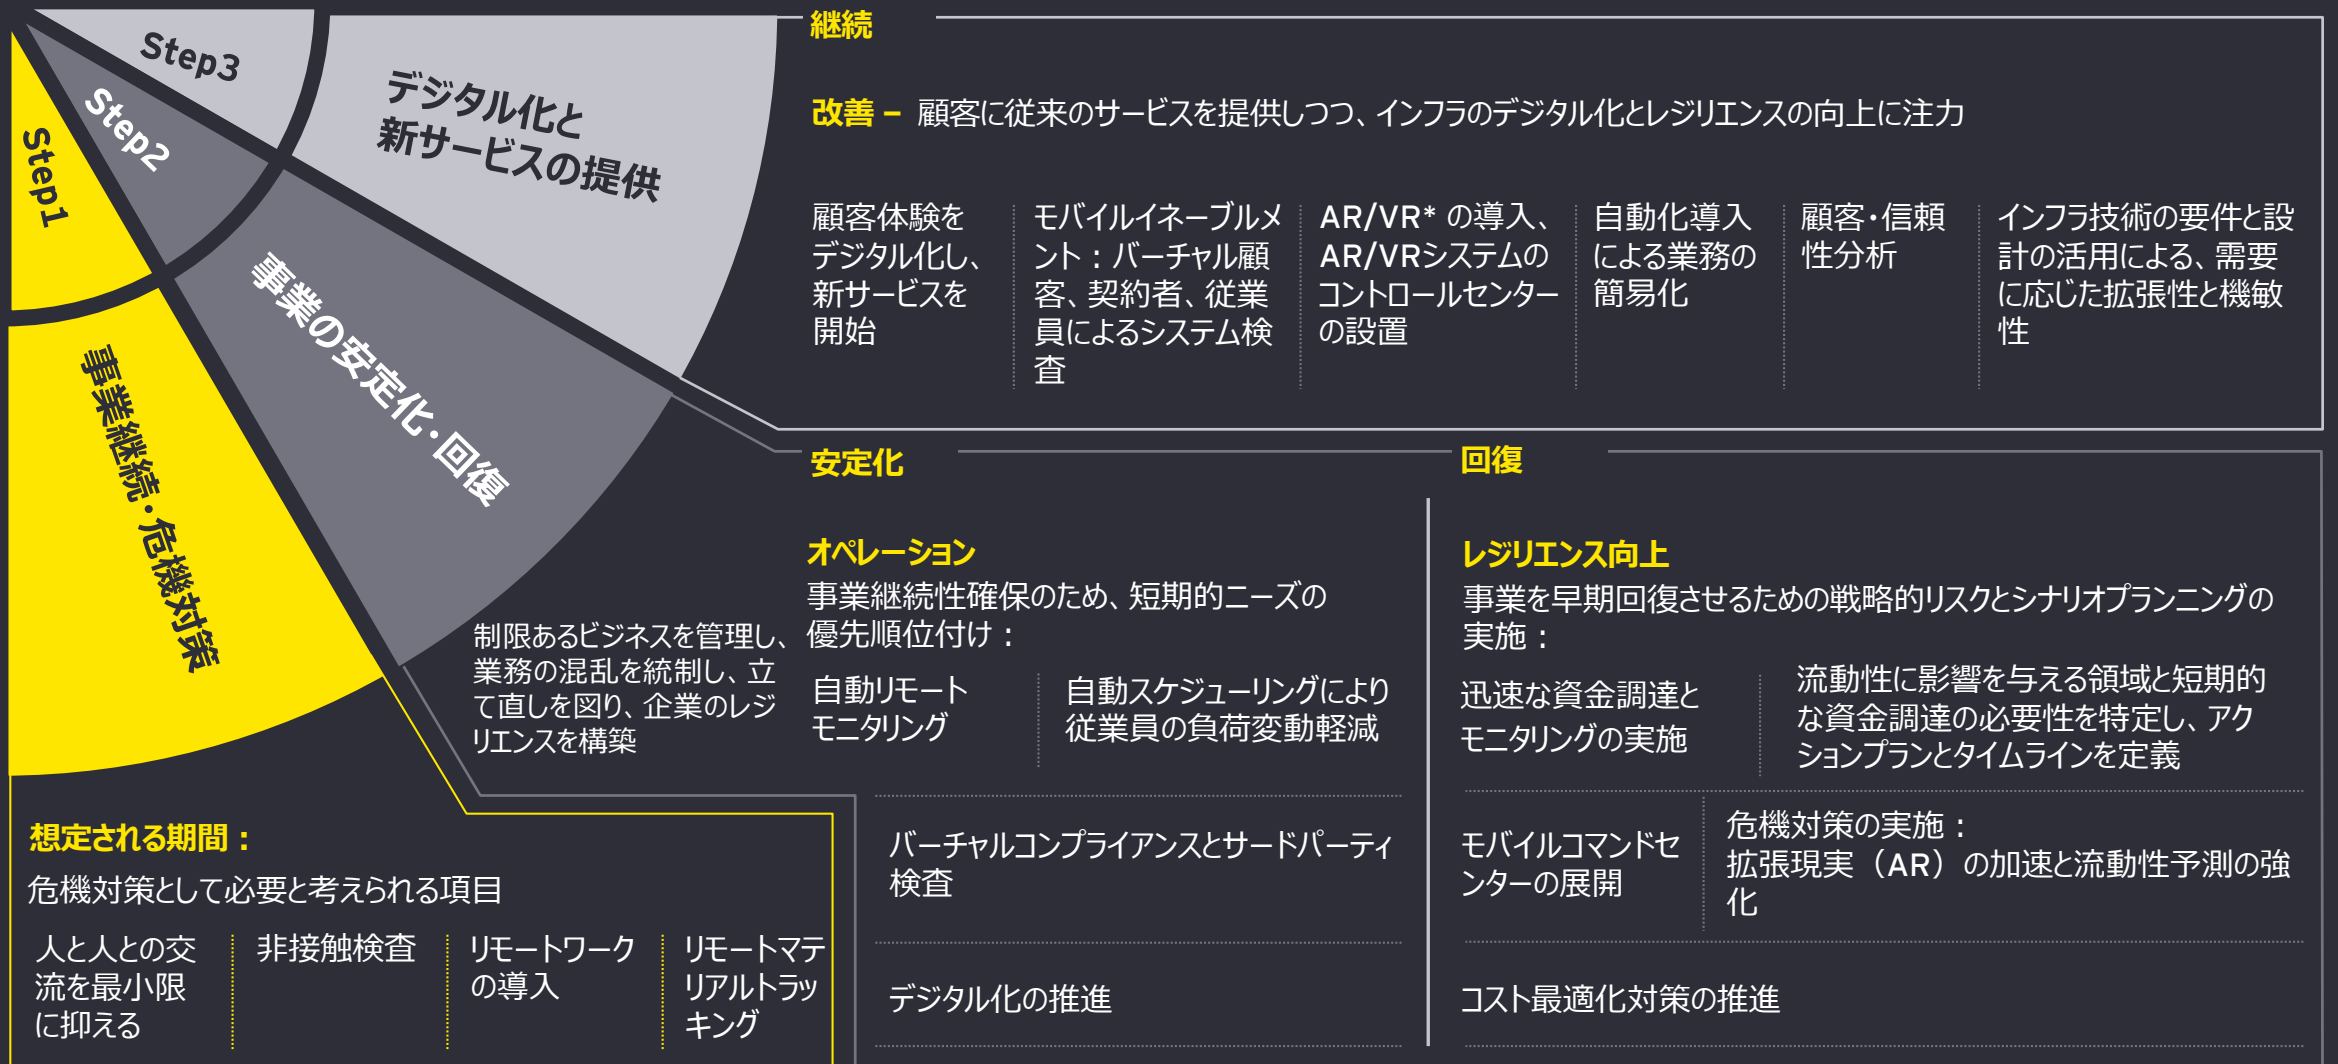 Step3
Step2
Step1
デジタル化と
新サービスの提供
事業の安定化・回復
事業継続・危機対策
継続
改善 – 顧客に従来のサービスを提供しつつ、インフラのデジタル化とレジリエンスの向上に注力
顧客体験を
デジタル化し、
新サービスを
開始
モバイルイネーブルメ
ント：バーチャル顧
客、契約者、従業
員によるシステム検
査
AR/VR* の導入、
AR/VRシステムの
コントロールセンター
の設置
自動化導入
による業務の
簡易化
顧客・信頼
性分析
インフラ技術の要件と設
計の活用による、需要
に応じた拡張性と機敏
性
制限あるビジネスを管理し、
業務の混乱を統制し、立
て直しを図り、企業のレジ
リエンスを構築
安定化
オペレーション
事業継続性確保のため、短期的ニーズの
優先順位付け：
自動リモート
モニタリング
自動スケジューリングにより
従業員の負荷変動軽減
バーチャルコンプライアンスとサードパーティ
検査
デジタル化の推進
回復
レジリエンス向上
事業を早期回復させるための戦略的リスクとシナリオプランニングの
実施：
迅速な資金調達と
モニタリングの実施
流動性に影響を与える領域と短期的
な資金調達の必要性を特定し、アク
ションプランとタイムラインを定義
モバイルコマンドセ
ンターの展開
危機対策の実施：
拡張現実（AR）の加速と流動性予測の強
化
コスト最適化対策の推進
想定される期間：
危機対策として必要と考えられる項目
人と人との交
流を最小限
に抑える
非接触検査
リモートワーク
の導入
リモートマテ
リアルトラッ
キング